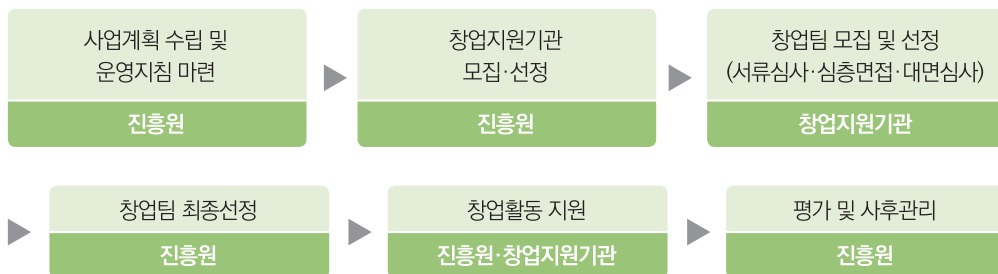 사업계획 수립 및
운영지침 마련
진흥원
창업지원기관
모집·선정
진흥원
창업팀 모집 및 선정
(서류심사·심층면접·대면심사)
창업지원기관
창업팀 최종선정
진흥원
창업활동 지원
진흥원·창업지원기관
평가 및 사후관리
진흥원